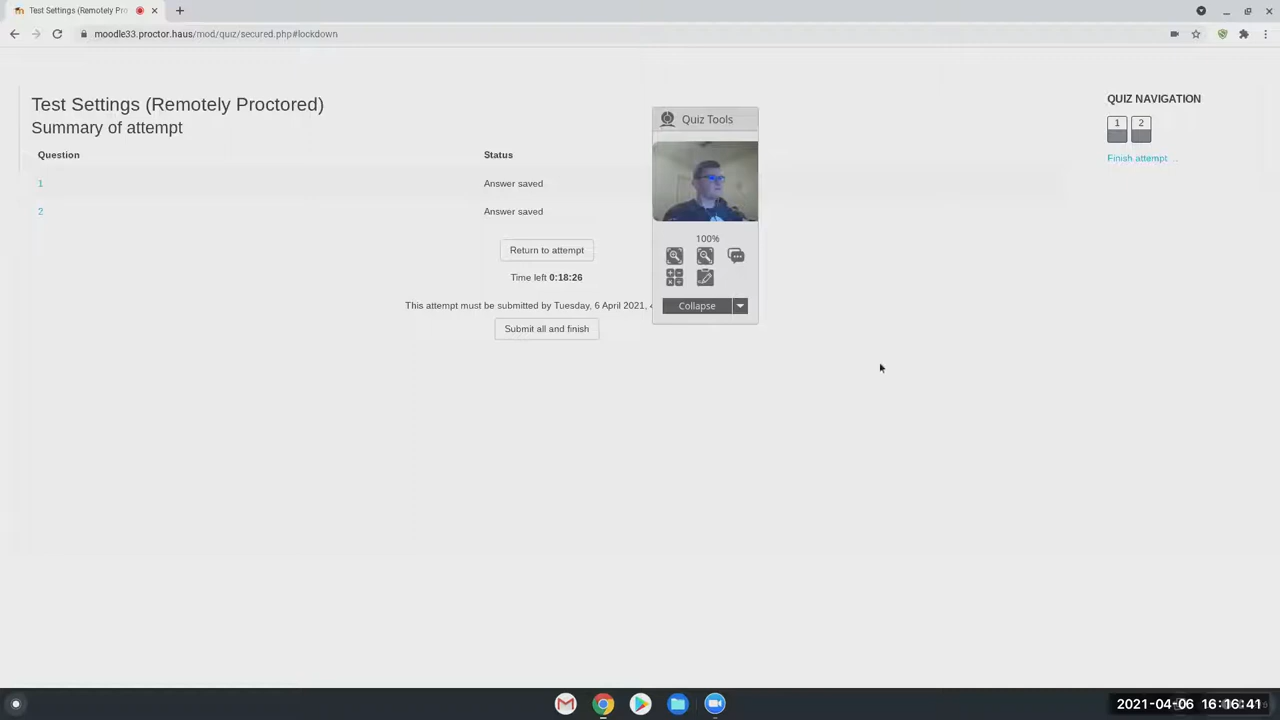 Test Settings (Remotely Pro
moodle33.proctor.haus/mod/quiz/secured.php#lockdown
Test Settings (Remotely Proctored)
Summary of attempt
Question Status
1 Answer saved
2 Answer saved
Return to attempt
Time left 0:18:26
This attempt must be submitted by Tuesday, 6 April 2021,
Submit all and finish
Quiz Tools
100%
Collapse
QUIZ NAVIGATION
1 2
Finish attempt ...
2021-04-06 16:16:41